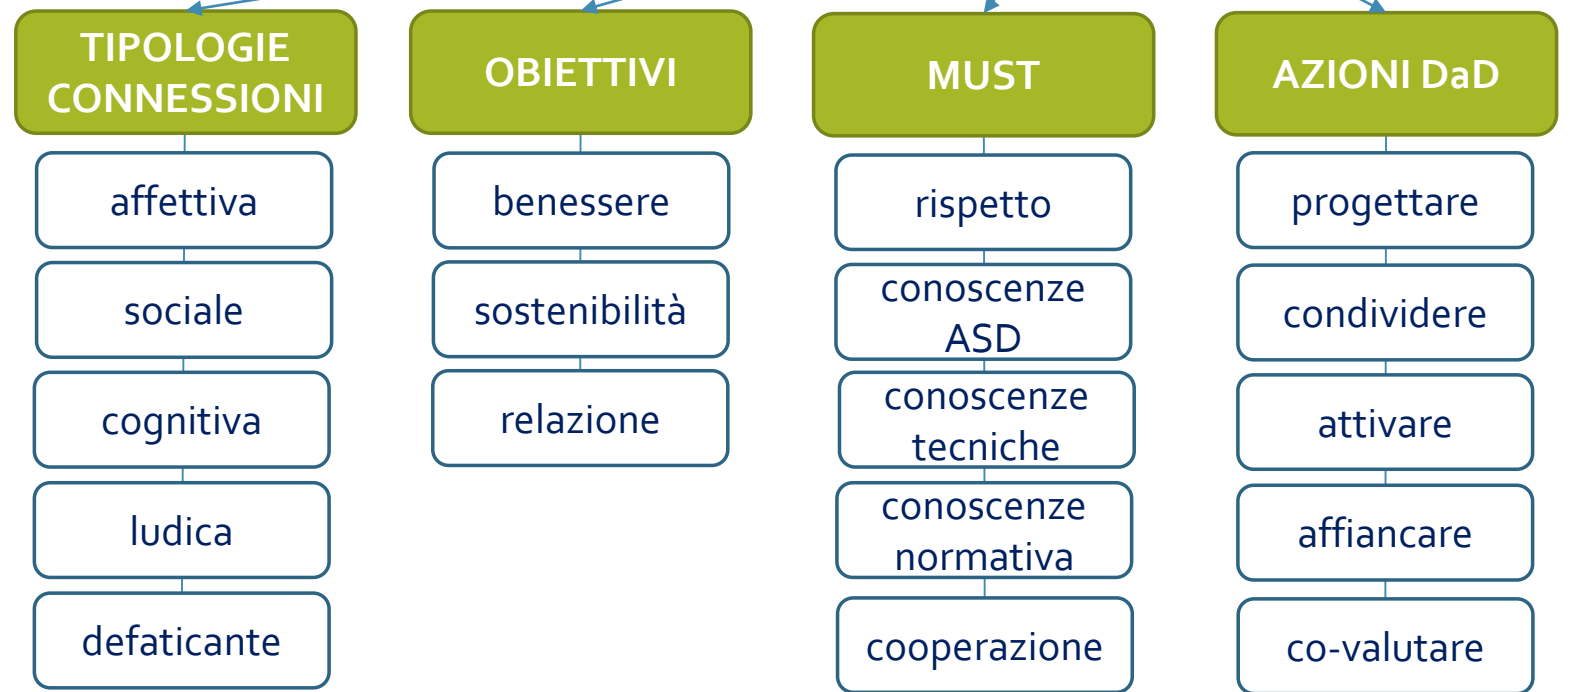 TIPOLOGIE
CONNESSIONI
affettiva
sociale
cognitiva
ludica
defaticante
OBIETTIVI
benessere
sostenibilità
relazione
MUST
rispetto
conoscenze
ASD
conoscenze
tecniche
conoscenze
normativa
cooperazione
AZIONI DaD
progettare
condividere
attivare
affiancare
co-valutare